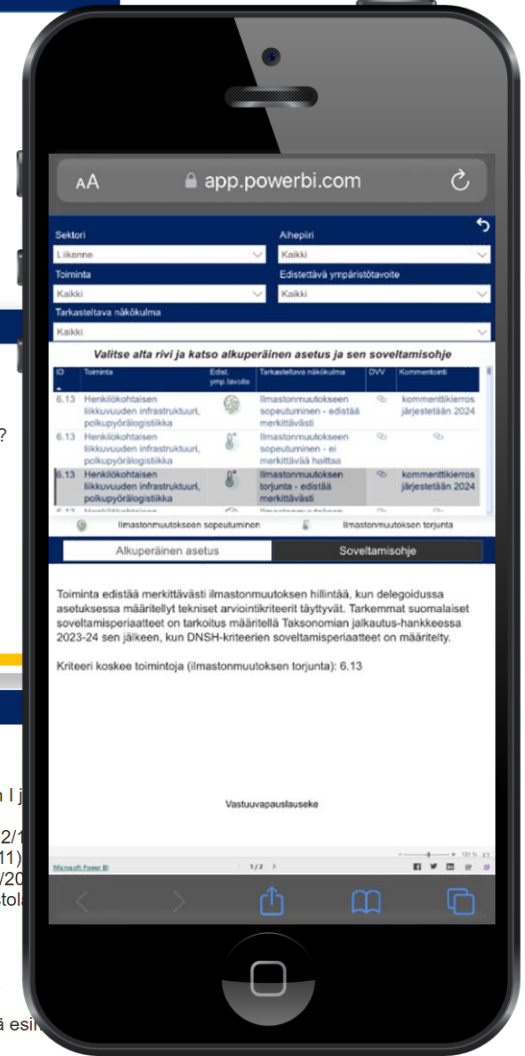 AA app.powerbi.com
Sektori Aihepiiri
Liikenne Kaikki
Toiminta Edistettävä ympäristötavoite
Kaikki Kaikki
Tarkasteltava näkökulma
Kaikki
Valitse alta rivi ja katso alkuperäinen asetus ja sen soveltamisohje
ID Toiminta Edist. ymp.tavoite Tarkasteltava näkökulma DVV Kommentointi
6.13 Henkilökohtaisen Ilmastonmuutokseen kommenttikierros
liikkuvuuden infrastruktuuri, sopeutuminen - edistää järjestetään 2024
polkupyörälogistiikka merkittävästi
6.13 Henkilökohtaisen Ilmastonmuutokseen
liikkuvuuden infrastruktuuri, sopeutuminen - ei
polkupyörälogistiikka merkittävää haittaa
6.13 Henkilökohtaisen Ilmastonmuutoksen kommenttikierros
liikkuvuuden infrastruktuuri, torjunta - edistää järjestetään 2024
polkupyörälogistiikka merkittävästi
Ilmastonmuutokseen sopeutuminen Ilmastonmuutoksen torjunta
Alkuperäinen asetus Soveltamisohje
Toiminta edistää merkittävästi ilmastonmuutoksen hillintää, kun delegoidussa
asetuksessa määritellyt tekniset arviointikriteerit täyttyvät. Tarkemmat suomalaiset
soveltamisperiaatteet on tarkoitus määritellä Taksonomian jalkautus-hankkeessa
2023-24 sen jälkeen, kun DNSH-kriteerien soveltamisperiaatteet on määritelty.
Kriteeri koskee toimintoja (ilmastonmuutoksen torjunta): 6.13
Vastuuvapauslauseke
Microsoft Power BI 1/2